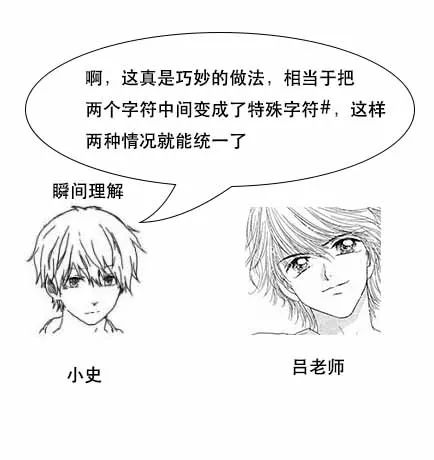 啊，这真是巧妙的做法，相当于把
两个字符中间变成了特殊字符#，这样
两种情况就能统一了
瞬间理解
小史
吕老师